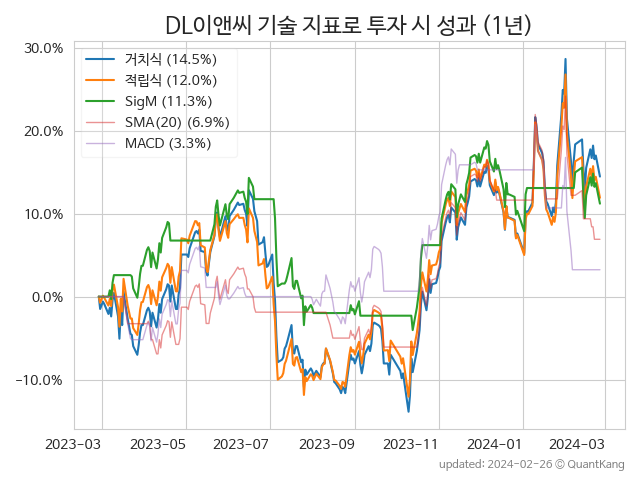 DL이앤씨 기술 지표로 투자 시 성과 (1년)
30.0%
20.0%
10.0%
0.0%
−10.0%
거치식 (14.5%)
적립식 (12.0%)
SigM (11.3%)
SMA(20) (6.9%)
MACD (3.3%)
2023-03 2023-05 2023-07 2023-09 2023-11 2024-01 2024-03
updated: 2024-02-26 © QuantKang